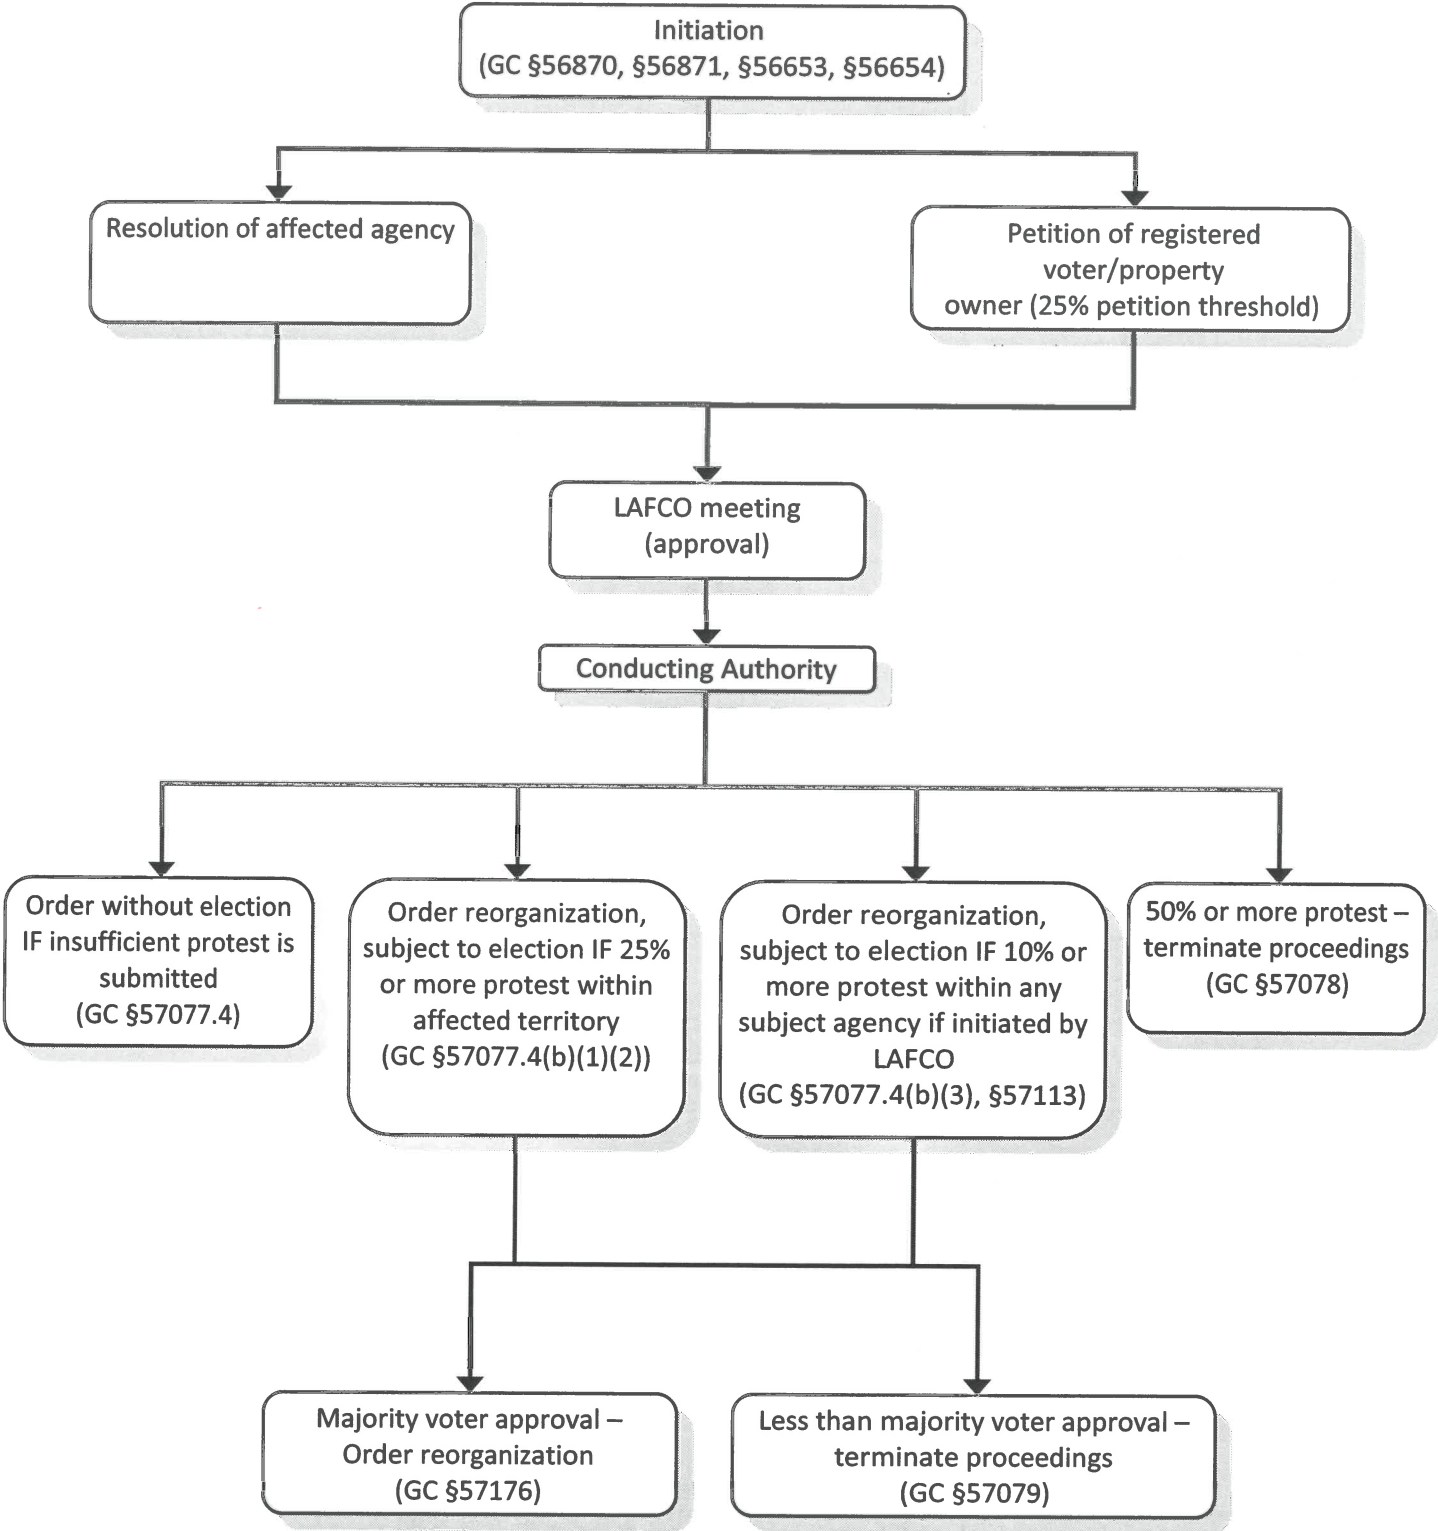 Initiation
(GC §56870, §56871, §56653, §56654)
Resolution of affected agency
Petition of registered
voter/property
owner (25% petition threshold)
LAFCO meeting
(approval)
Conducting Authority
Order without election
IF insufficient protest is
submitted
(GC §57077.4)
Order reorganization,
subject to election IF 25%
or more protest within
affected territory
(GC §57077.4(b)(1)(2))
Order reorganization,
subject to election IF 10% or
more protest within any
subject agency if initiated by
LAFCO
(GC §57077.4(b)(3), §57113)
50% or more protest –
terminate proceedings
(GC §57078)
Majority voter approval –
Order reorganization
(GC §57176)
Less than majority voter approval –
terminate proceedings
(GC §57079)